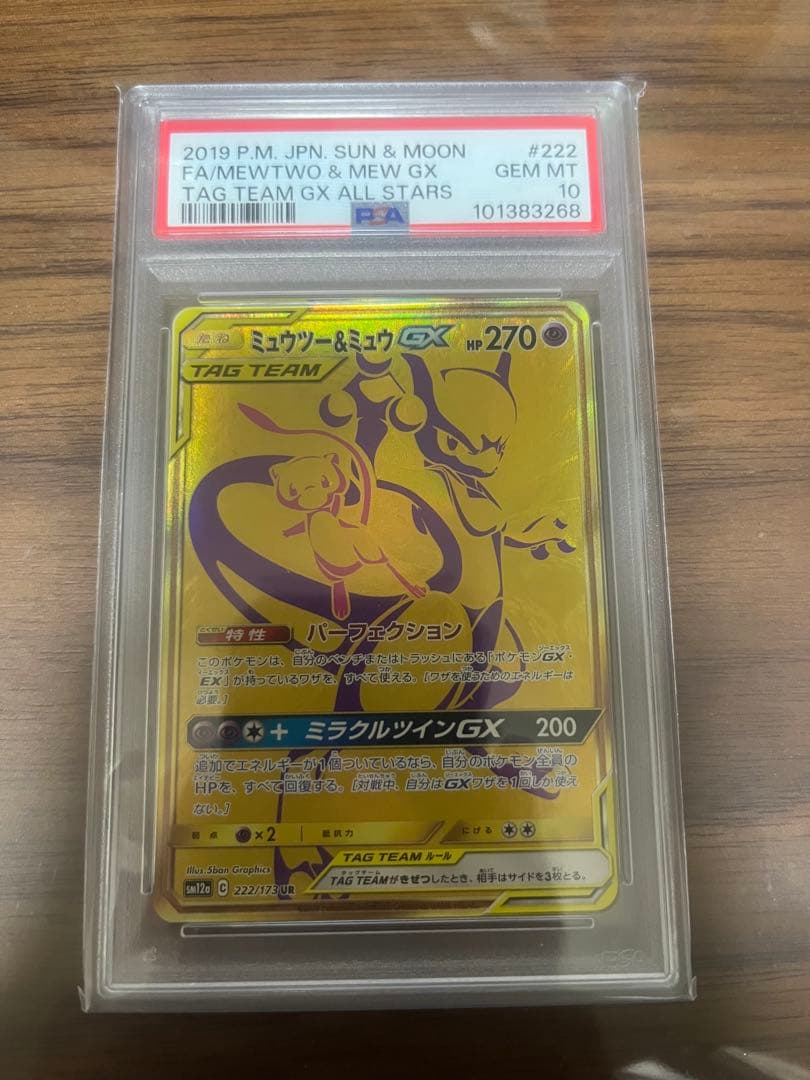 2019 P.M. JPN. SUN & MOON #222
FA/MEWTWO & MEW GX GEM MT
TAG TEAM GX ALL STARS 10
PSA 101383268
たね ミュウツー&ミュウGX HP270
TAG TEAM
特性 パーフェクション
このポケモンは、自分のベンチまたはトラッシュにある「ポケモンGX・
EX」が持っているワザを、すべて使える。[ワザを使うためのエネルギーは
必要。]
+ ミラクルツインGX 200
追加でエネルギーが1個ついているなら、自分のポケモン全員の
HPを、すべて回復する。[対戦中、自分はGXワザを1回しか使え
ない。]
弱点 ×2 抵抗力 にげる
TAG TEAM ルール
Illus. 5ban Graphics
TAG TEAMがきぜつしたとき、相手はサイドを3枚とる。
SM12a C 222/173 UR